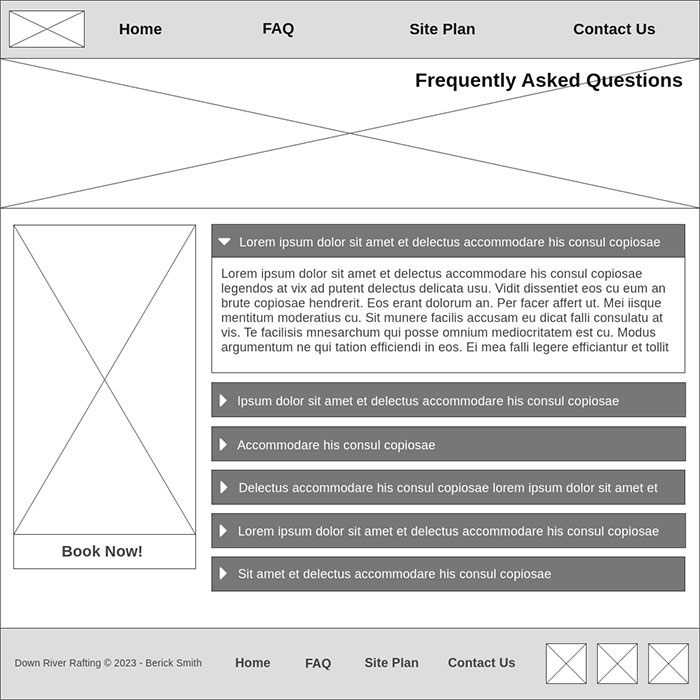 Home FAQ Site Plan Contact Us
Frequently Asked Questions
Lorem ipsum dolor sit amet et delectus accommodare his consul copiosae
Lorem ipsum dolor sit amet et delectus accommodare his consul copiosae
legendos at vix ad putent delectus delicata usu. Vidit dissentiet eos cu eum an
brute copiosae hendrerit. Eos erant dolorum an. Per facer affert ut. Mei iisque
mentitum moderatius cu. Sit munere facilis accusam eu dicat falli consulatu at
vis. Te facilisis mnesarchum qui posse omnium mediocritatem est cu. Modus
argumentum ne qui tation efficiendi in eos. Ei mea falli legere efficiantur et tollit
Ipsum dolor sit amet et delectus accommodare his consul copiosae
Accommodare his consul copiosae
Delectus accommodare his consul copiosae lorem ipsum dolor sit amet et
Lorem ipsum dolor sit amet et delectus accommodare his consul copiosae
Sit amet et delectus accommodare his consul copiosae
Book Now!
Down River Rafting © 2023 - Berick Smith Home FAQ Site Plan Contact Us